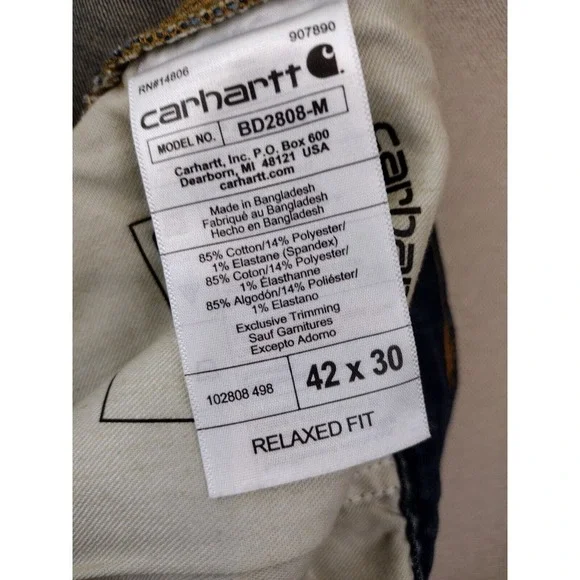 RN#14806
907890
carhartt
MODEL NO. BD2808-M
Carhartt, Inc. P.O. Box 600
Dearborn, MI 48121 USA
carhartt.com
Made in Bangladesh
Fabriqué au Bangladesh
Hecho en Bangladesh
85% Cotton/14% Polyester/
1% Elastane (Spandex)
85% Coton/14% Polyester/
1% Élasthanne
85% Algodón/14% Poliéster/
1% Elastano
Exclusive Trimming
Sauf Garnitures
Excepto Adorno
102808 498
42 x 30
RELAXED FIT
carhar